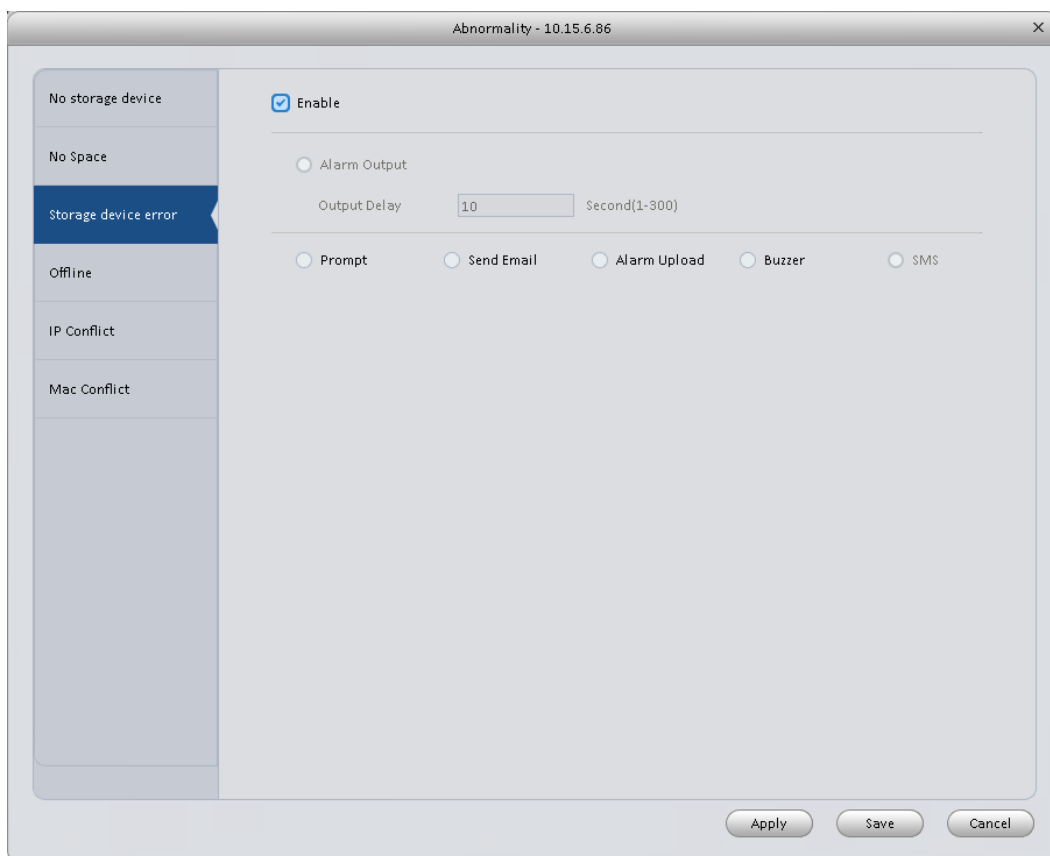 Abnormality - 10.15.6.86
No storage device
No Space
Storage device error
Offline
IP Conflict
Mac Conflict
Enable
Alarm Output
Output Delay 10 Second(1-300)
Prompt Send Email Alarm Upload Buzzer SMS
Apply Save Cancel